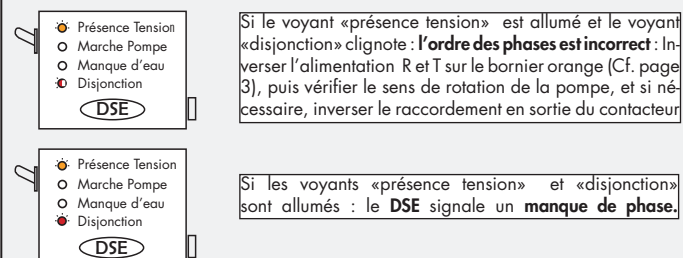 Présence Tension
Marche Pompe
Manque d'eau
Disjonction
DSE
Si le voyant «présence tension» est allumé et le voyant
«disjonction» clignote : l'ordre des phases est incorrect : In-
verser l'alimentation R et T sur le bornier orange (Cf. page
3), puis vérifier le sens de rotation de la pompe, et si né-
cessaire, inverser le raccordement en sortie du contacteur
Présence Tension
Marche Pompe
Manque d'eau
Disjonction
DSE
Si les voyants «présence tension» et «disjonction»
sont allumés : le DSE signale un manque de phase.